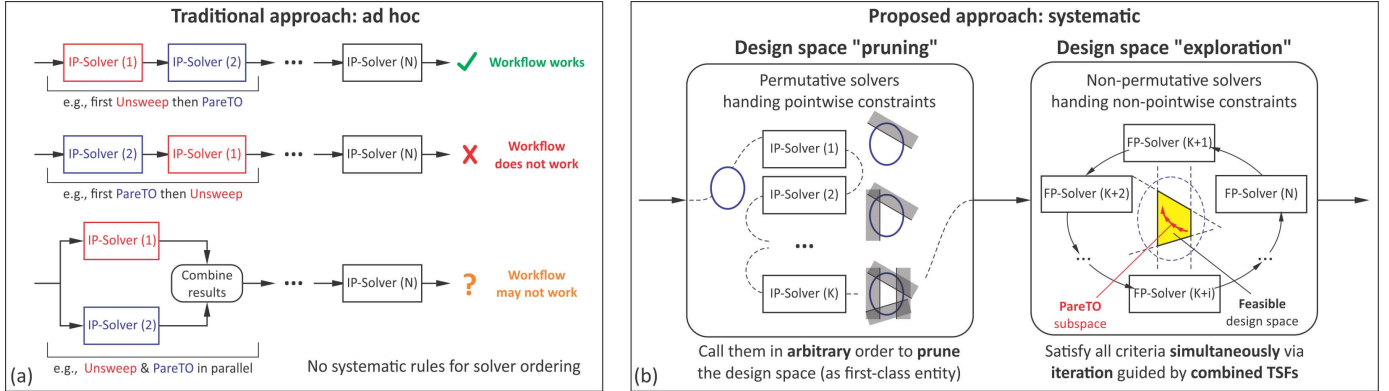 Traditional approach: ad hoc
IP-Solver (1)
IP-Solver (2)
...
IP-Solver (N)
Workflow works
e.g., first Unsweep then PareTO
IP-Solver (2)
IP-Solver (1)
...
IP-Solver (N)
Workflow
does not work
e.g., first PareTO then Unsweep
IP-Solver (1)
Combine
results
IP-Solver (2)
...
IP-Solver (N)
?
Workflow
may not work
e.g., Unsweep & PareTO in parallel
No systematic rules for solver ordering
(a)
Proposed approach: systematic
Design space "pruning"
Permutative solvers
handing pointwise constraints
IP-Solver (1)
IP-Solver (2)
...
IP-Solver (K)
Call them in arbitrary order to prune
the design space (as first-class entity)
Design space "exploration"
Non-permutative solvers
handing non-pointwise constraints
FP-Solver (K+1)
FP-Solver (K+2)
FP-Solver (N)
...
...
FP-Solver (K+i)
PareTO
subspace
Feasible
design space
Satisfy all criteria simultaneously via
iteration guided by combined TSFs
(b)